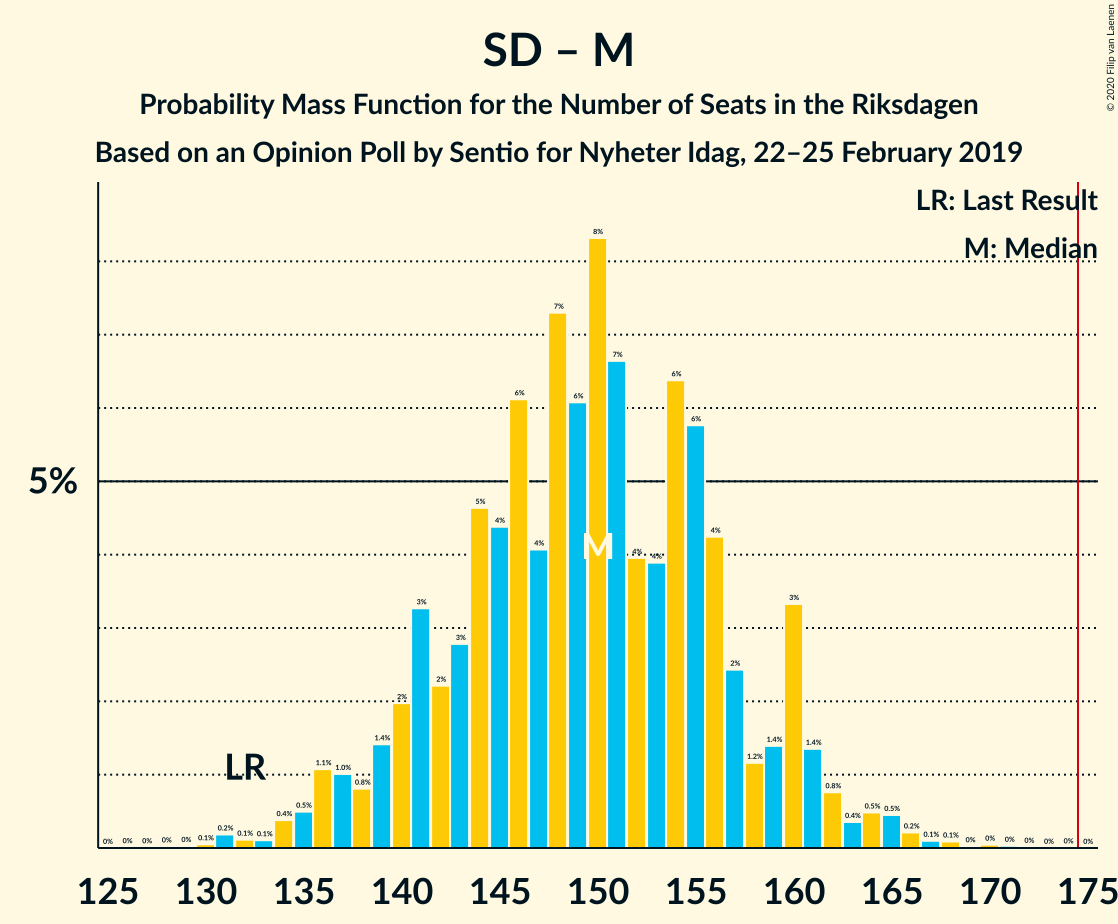 SD – M
Probability Mass Function for the Number of Seats in the Riksdagen
Based on an Opinion Poll by Sentio for Nyheter Idag, 22–25 February 2019
© 2020 Filip van Laenen
LR: Last Result
M: Median
5%
LR
M
0% 0% 0% 0% 0% 0.1% 0.2% 0.1% 0.1% 0.4% 0.5% 1.1% 1.0% 0.8% 1.4% 2% 3% 2% 3% 5% 4% 6% 4% 7% 6% 8% 7% 4% 4% 6% 6% 4% 2% 1.2% 1.4% 3% 1.4% 0.8% 0.4% 0.5% 0.5% 0.2% 0.1% 0.1% 0% 0% 0% 0% 0% 0% 0%
125 130 135 140 145 150 155 160 165 170 175